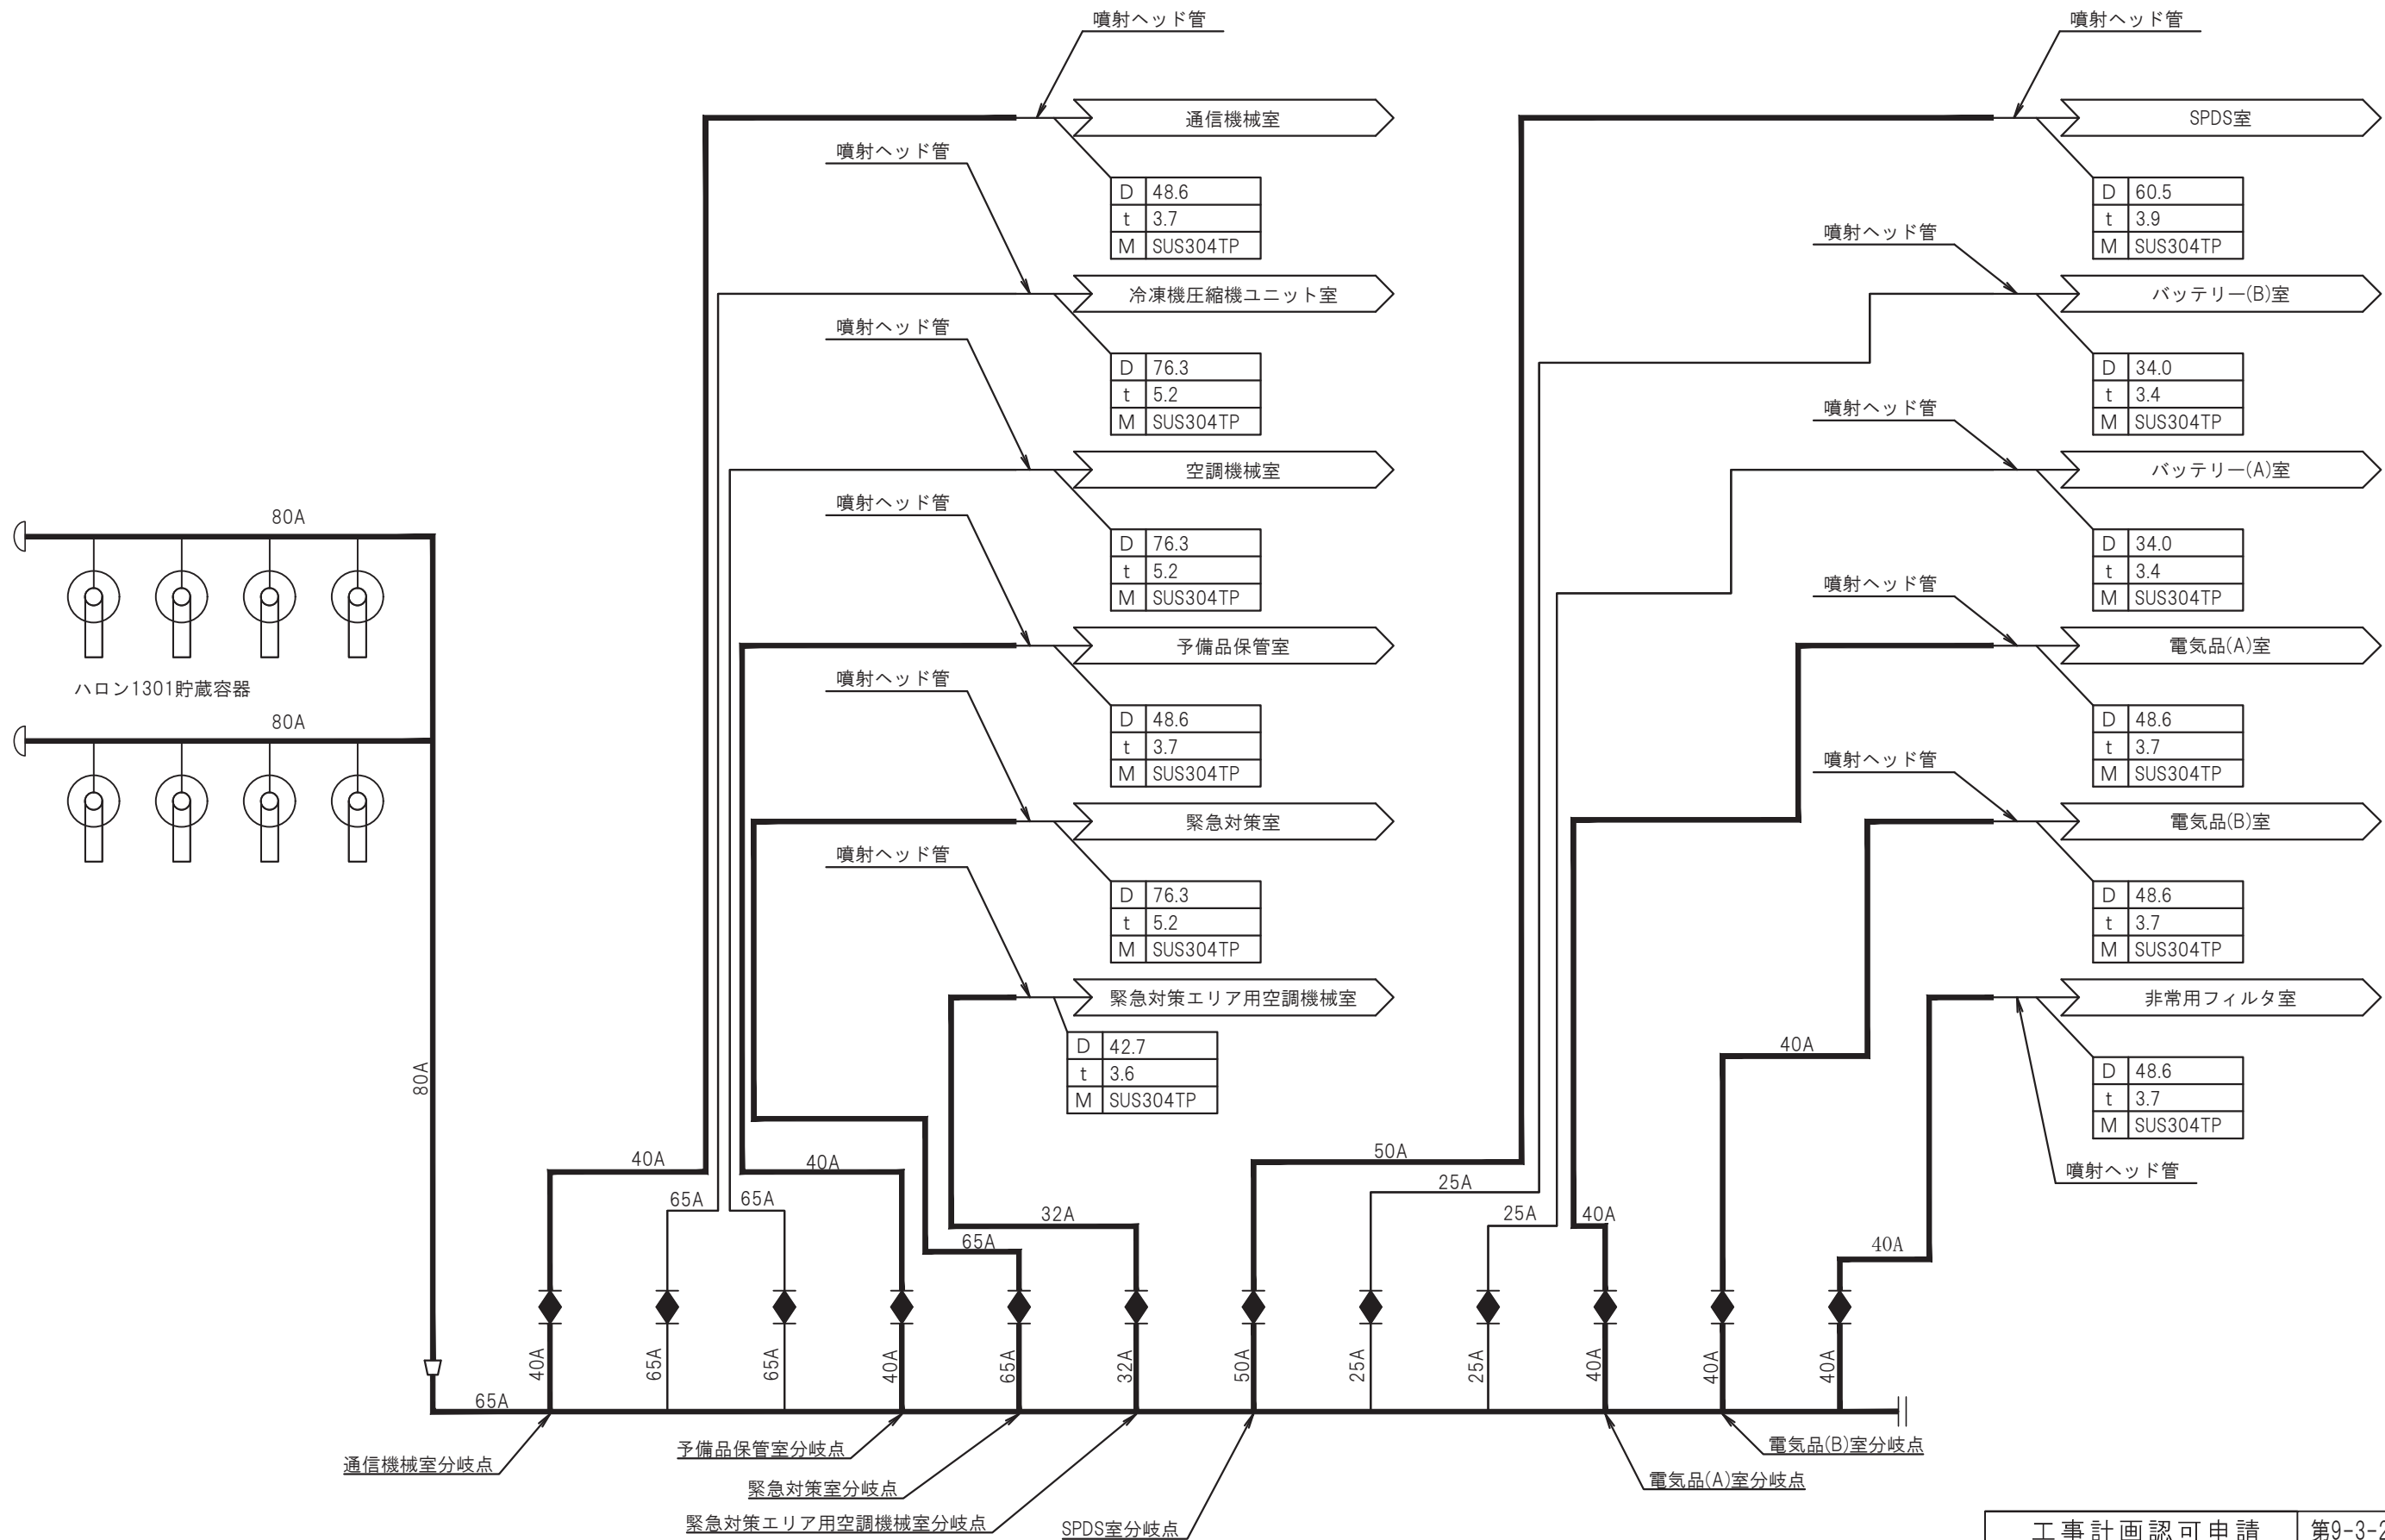 噴射ヘッド管
噴射ヘッド管
通信機械室
SPDS室
噴射ヘッド管
D 48.6
t 3.7
M SUS304TP
D 60.5
t 3.9
M SUS304TP
噴射ヘッド管
冷凍機圧縮機ユニット室
バッテリー(B)室
噴射ヘッド管
D 76.3
t 5.2
M SUS304TP
D 34.0
t 3.4
M SUS304TP
噴射ヘッド管
空調機械室
バッテリー(A)室
噴射ヘッド管
80A
D 76.3
t 5.2
M SUS304TP
D 34.0
t 3.4
M SUS304TP
噴射ヘッド管
予備品保管室
電気品(A)室
ハロン1301貯蔵容器
噴射ヘッド管
80A
D 48.6
t 3.7
M SUS304TP
D 48.6
t 3.7
M SUS304TP
噴射ヘッド管
緊急対策室
電気品(B)室
噴射ヘッド管
D 76.3
t 5.2
M SUS304TP
D 48.6
t 3.7
M SUS304TP
緊急対策エリア用空調機械室
非常用フィルタ室
80A
D 42.7
t 3.6
M SUS304TP
40A
D 48.6
t 3.7
M SUS304TP
噴射ヘッド管
40A
40A
50A
25A
65A
65A
32A
25A
40A
65A
40A
40A
65A
65A
40A
65A
32A
50A
25A
25A
40A
40A
40A
65A
通信機械室分岐点
予備品保管室分岐点
電気品(B)室分岐点
緊急対策室分岐点
電気品(A)室分岐点
緊急対策エリア用空調機械室分岐点
SPDS室分岐点
工事計画認可申請 第9-3-2